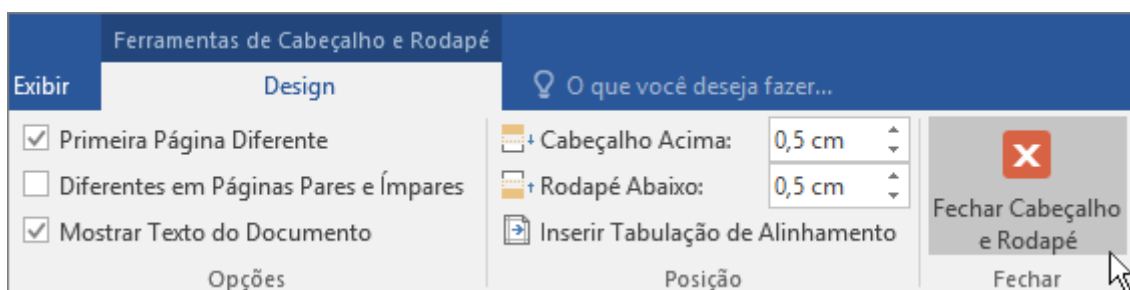 Ferramentas de Cabeçalho e Rodapé
Exibir Design O que você deseja fazer...
Primeira Página Diferente
Diferentes em Páginas Pares e Ímpares
Mostrar Texto do Documento
Opções
Cabeçalho Acima: 0,5 cm
Rodapé Abaixo: 0,5 cm
Inserir Tabulação de Alinhamento
Posição
Fechar Cabeçalho
e Rodapé
Fechar